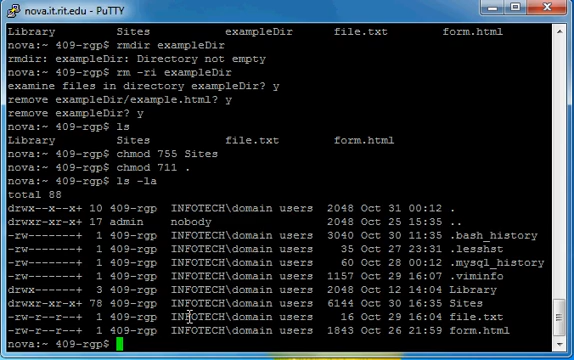 nova.it.rit.edu - PuTTY
Library Sites exampleDir file.txt form.html
nova:~ 409-rgp$ rmdir exampleDir
rmdir: exampleDir: Directory not empty
nova:~ 409-rgp$ rm -ri exampleDir
examine files in directory exampleDir? y
remove exampleDir/example.html? y
remove exampleDir? y
nova:~ 409-rgp$ ls
Library Sites file.txt form.html
nova:~ 409-rgp$ chmod 755 Sites
nova:~ 409-rgp$ chmod 711 .
nova:~ 409-rgp$ ls -la
total 88
drwx--x--x+ 10 409-rgp INFOTECH\domain users 2048 Oct 31 00:12 .
drwxr-xr-x+ 17 admin nobody 2048 Oct 25 15:35 ..
-rw-------+ 1 409-rgp INFOTECH\domain users 3040 Oct 30 11:35 .bash_history
-rw-------+ 1 409-rgp INFOTECH\domain users 35 Oct 27 23:31 .lesshst
-rw-------+ 1 409-rgp INFOTECH\domain users 60 Oct 28 00:12 .mysql_history
-rw-------+ 1 409-rgp INFOTECH\domain users 1157 Oct 29 16:07 .viminfo
drwx------+ 3 409-rgp INFOTECH\domain users 2048 Oct 12 14:04 Library
drwxr-xr-x+ 78 409-rgp INFOTECH\domain users 6144 Oct 30 16:35 Sites
-rw-r--r--+ 1 409-rgp INFOTECH\domain users 16 Oct 29 16:04 file.txt
-rw-r--r--+ 1 409-rgp INFOTECH\domain users 1843 Oct 26 21:59 form.html
nova:~ 409-rgp$